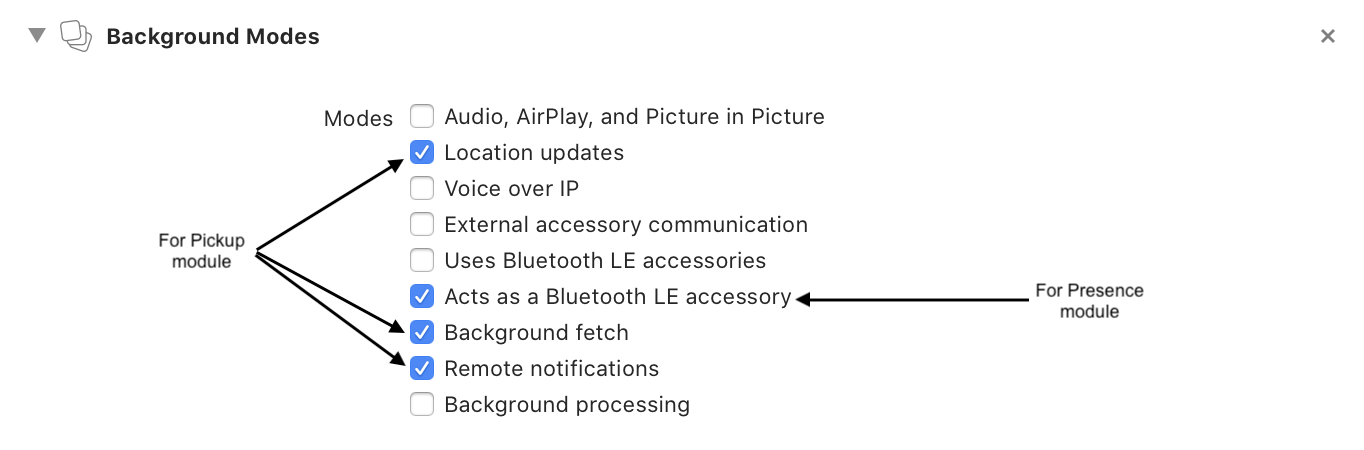 Background Modes
Modes
Audio, AirPlay, and Picture in Picture
Location updates
Voice over IP
External accessory communication
Uses Bluetooth LE accessories
Acts as a Bluetooth LE accessory
Background fetch
Remote notifications
Background processing
For Pickup
module
For Presence
module